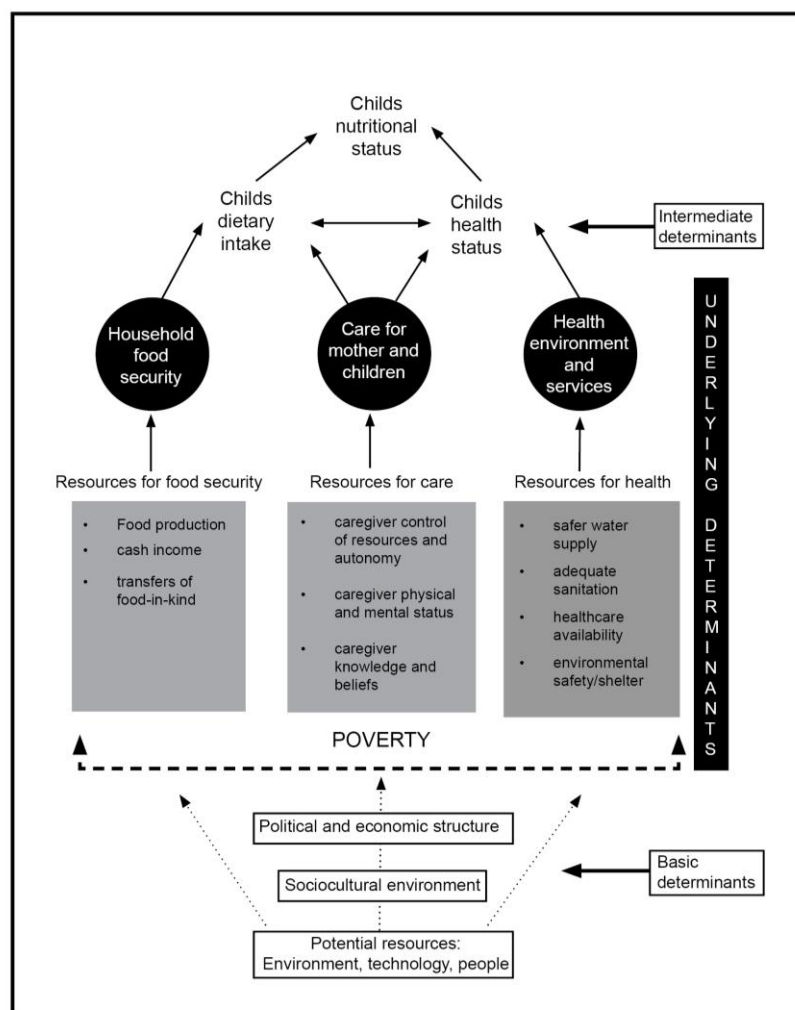 Childs
nutritional
status
Childs
dietary
intake
Childs
health
status
Intermediate
determinants
Household
food
security
Care for
mother and
children
Health
environment
and
services
UNDERLYING DETERMINANTS
Resources for food security
Resources for care
Resources for health
• Food production
• cash income
• transfers of
food-in-kind
• caregiver control
of resources and
autonomy
• caregiver physical
and mental status
• caregiver
knowledge and
beliefs
• safer water
supply
• adequate
sanitation
• healthcare
availability
• environmental
safety/shelter
POVERTY
Political and economic structure
Sociocultural environment
Basic
determinants
Potential resources:
Environment, technology, people